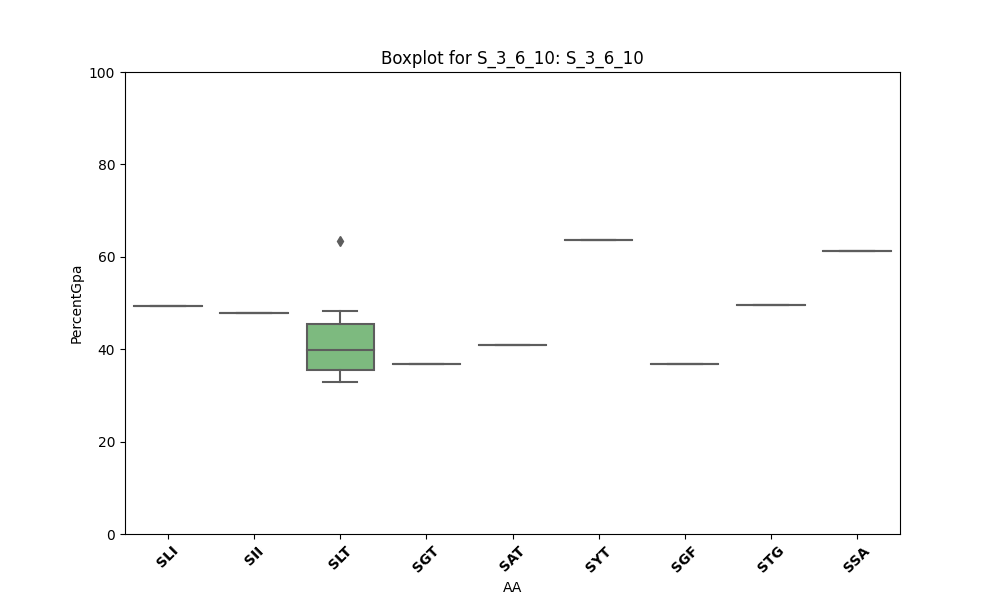 Boxplot for S_3_6_10: S_3_6_10
100
80
60
40
20
0
PercentGpa
SLI
SII
SLT
SGT
SAT
SYT
SGF
STG
SSA
AA